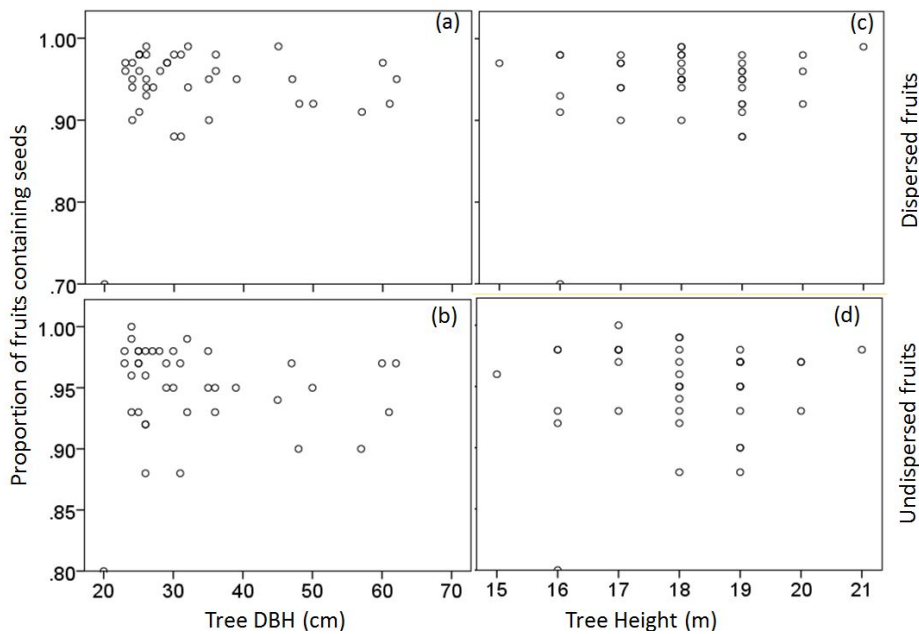 (a)
1.00
.90
.80
.70
(c)
Dispersed fruits
Proportion of fruits containing seeds
(b)
1.00
.95
.90
.85
.80
20 30 40 50 60 70
Tree DBH (cm)
(d)
15 16 17 18 19 20 21
Tree Height (m)
Undispersed fruits